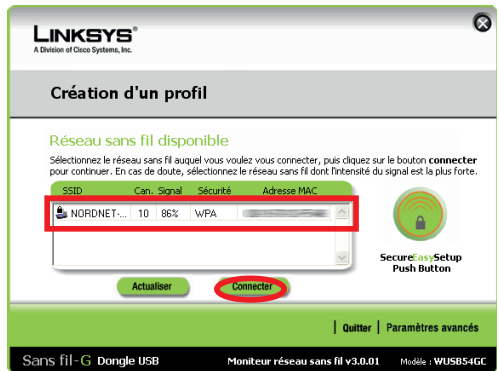 LINKSYS®
A Division of Cisco Systems, Inc.
Création d'un profil
Réseau sans fil disponible
Sélectionnez le réseau sans fil auquel vous voulez vous connecter, puis cliquez sur le bouton connecter
pour continuer. En cas de doute, sélectionnez le réseau sans fil dont l'intensité du signal est la plus forte.
SSID Can. Signal Sécurité Adresse MAC
NORDNET-... 10 86% WPA
SecureEasySetup
Push Button
Actualiser Connecter
Quitter Paramètres avancés
Sans fil-G Dongle USB Moniteur réseau sans fil v3.0.01 Modèle : WUSB54GC